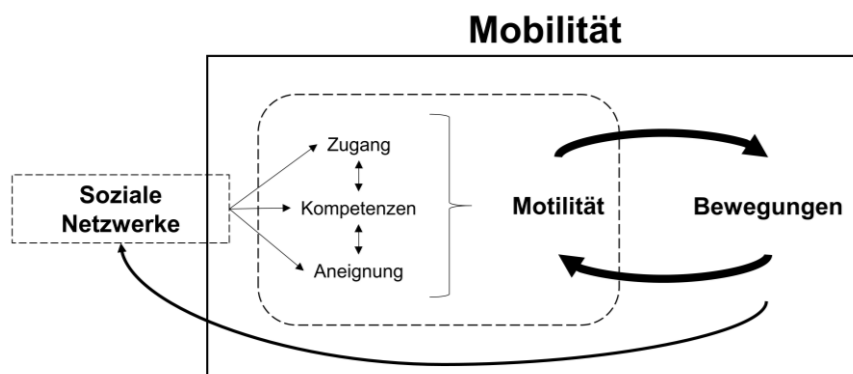 Mobilität
Zugang
Soziale
Netzwerke
Kompetenzen
Motilität
Bewegungen
Aneignung